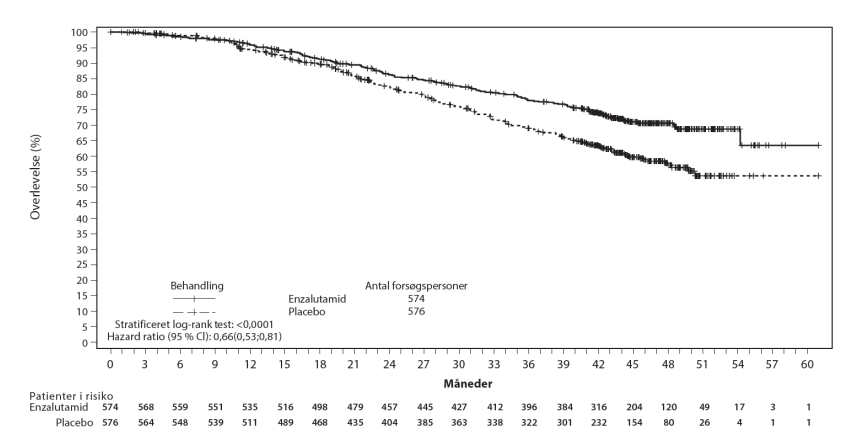 100
95
90
85
80
75
70
65
60
55
50
45
40
35
30
25
20
15
10
5
0
Overlevelse (%)
Behandling Antal forsøgspersoner
Enzalutamid 574
Placebo 576
Stratificeret log-rank test: <0,0001
Hazard ratio (95 % CI): 0,66(0,53;0,81)
0 3 6 9 12 15 18 21 24 27 30 33 36 39 42 45 48 51 54 57 60
Måneder
Patienter i risiko
Enzalutamid 574 568 559 551 535 516 498 479 457 445 427 412 396 384 316 204 120 49 17 3 1
Placebo 576 564 548 539 511 489 468 435 404 385 363 338 322 301 232 154 80 26 4 1 1